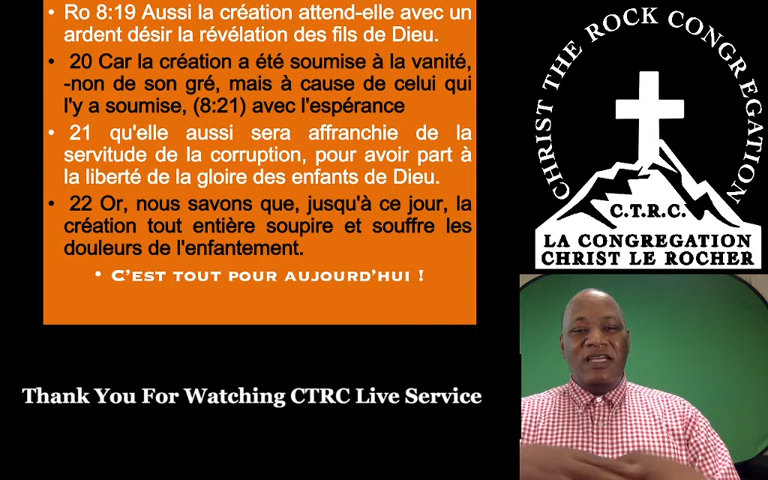 • Ro 8:19 Aussi la création attend-elle avec un
ardent désir la révélation des fils de Dieu.
• 20 Car la création a été soumise à la vanité,
-non de son gré, mais à cause de celui qui
l'y a soumise, (8:21) avec l'espérance
• 21 qu'elle aussi sera affranchie de la
servitude de la corruption, pour avoir part à
la liberté de la gloire des enfants de Dieu.
• 22 Or, nous savons que, jusqu'à ce jour, la
création tout entière soupire et souffre les
douleurs de l'enfantement.
• C'EST TOUT POUR AUJOURD'HUI !
CHRIST THE ROCK CONGREGATION
C.T.R.C.
LA CONGREGATION
CHRIST LE ROCHER
Thank You For Watching CTRC Live Service